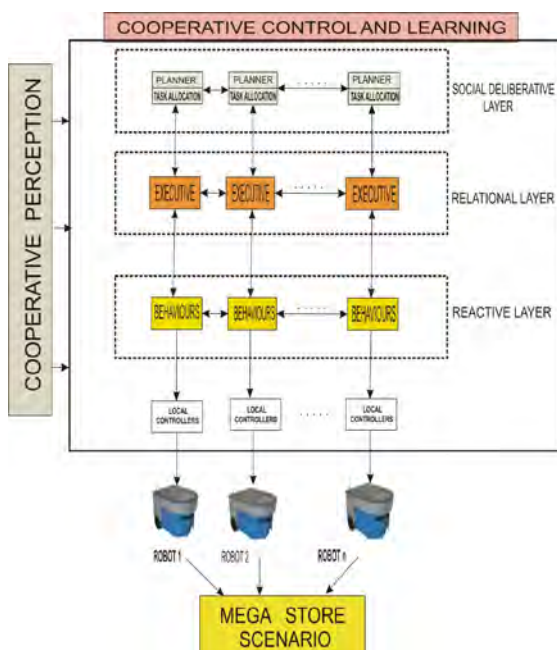 COOPERATIVE CONTROL AND LEARNING
COOPERATIVE PERCEPTION
PLANNER
TASK ALLOCATION
PLANNER
TASK ALLOCATION
. . . . .
PLANNER
TASK ALLOCATION
SOCIAL DELIBERATIVE
LAYER
EXECUTIVE
EXECUTIVE
. . . . .
EXECUTIVE
RELATIONAL LAYER
BEHAVIOURS
BEHAVIOURS
. . . . .
BEHAVIOURS
REACTIVE LAYER
LOCAL
CONTROLLERS
LOCAL
CONTROLLERS
. . . . .
LOCAL
CONTROLLERS
ROBOT 1
ROBOT 2
ROBOT n
MEGA STORE
SCENARIO